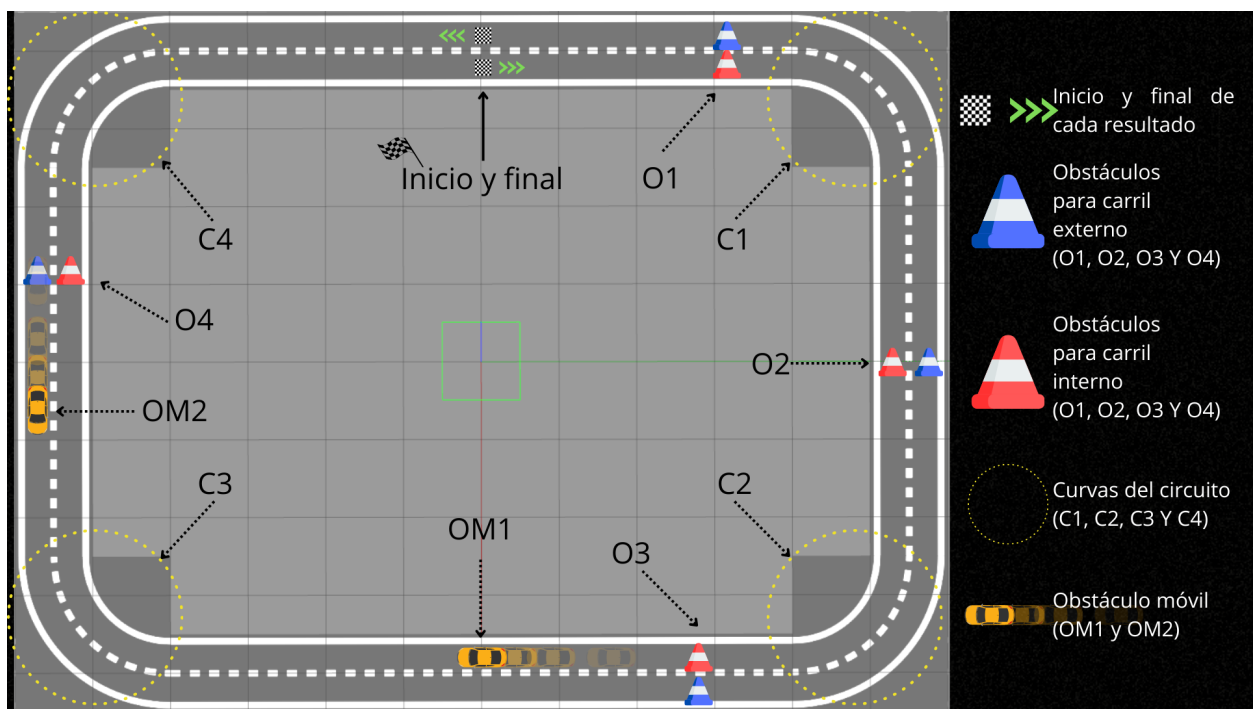 Inicio y final
O1
C4
C1
O4
O2
OM2
C3
C2
OM1
O3
Inicio y final de
cada resultado
Obstáculos
para carril
externo
(O1, O2, O3 Y O4)
Obstáculos
para carril
interno
(O1, O2, O3 Y O4)
Curvas del circuito
(C1, C2, C3 Y C4)
Obstáculo móvil
(OM1 y OM2)